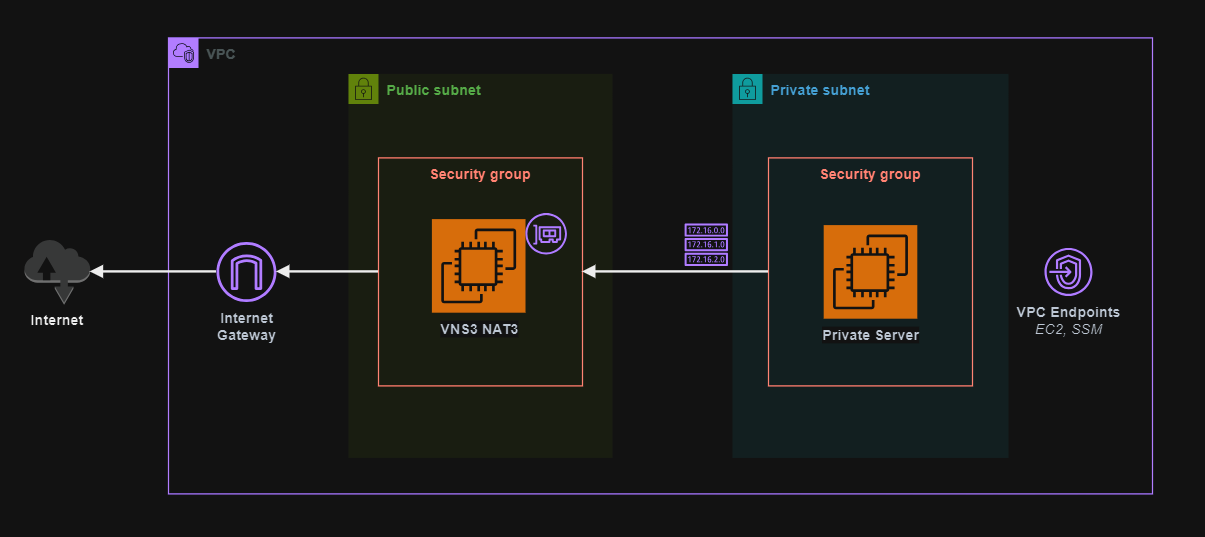 VPC
Public subnet
Private subnet
Security group
Security group
172.16.0.0
172.16.1.0
172.16.2.0
Internet
Internet
Gateway
VNS3 NAT3
Private Server
VPC Endpoints
EC2, SSM